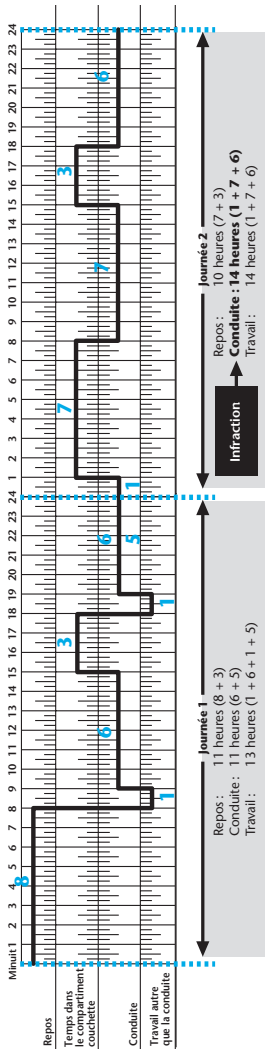 Minuit 1 2 3 4 5 6 7 8 9 10 11 12 13 14 15 16 17 18 19 20 21 22 23 24 1 2 3 4 5 6 7 8 9 10 11 12 13 14 15 16 17 18 19 20 21 22 23 24
Repos
8
Temps dans
le compartiment
couchette
3
7
3
Conduite
6
6
5
1
7
6
Travail autre
que la conduite
1
1
Journée 1
Repos : 11 heures (8 + 3)
Conduite : 11 heures (6 + 5)
Travail : 13 heures (1 + 6 + 1 + 5)
Journée 2
Repos : 10 heures (7 + 3)
Infraction
Conduite : 14 heures (1 + 7 + 6)
Travail : 14 heures (1 + 7 + 6)